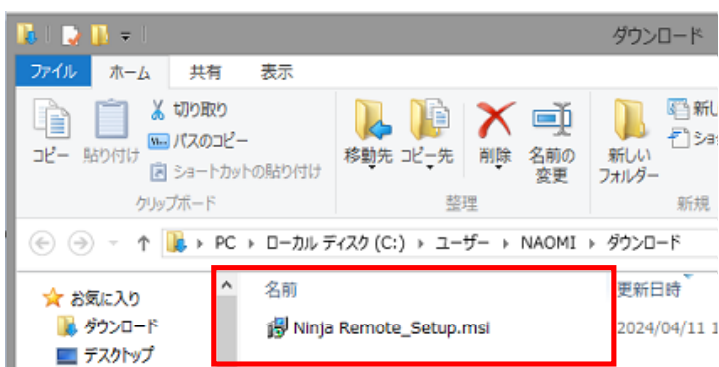 ダウンロード
ファイル ホーム 共有 表示
コピー 貼り付け 切り取り
パスのコピー
ショートカットの貼り付け
移動先 コピー先 削除 名前の変更
新しいフォルダー
クリップボード 整理 新規
PC ローカル ディスク (C:) ユーザー NAOMI ダウンロード
お気に入り 名前 更新日時
ダウンロード Ninja Remote_Setup.msi 2024/04/11
デスクトップ